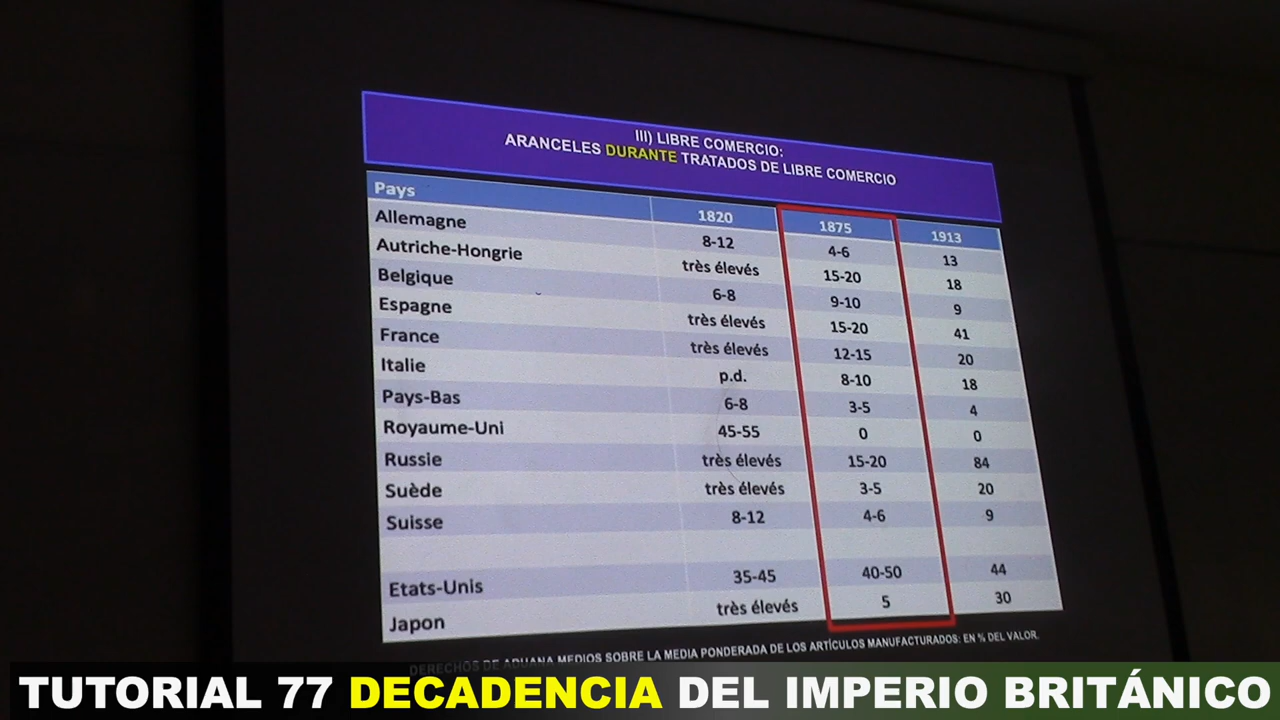 III) LIBRE COMERCIO:
ARANCELES DURANTE TRATADOS DE LIBRE COMERCIO
Pays 1820 1875 1913
Allemagne 8-12 4-6 13
Autriche-Hongrie très élevés 15-20 18
Belgique 6-8 9-10 9
Espagne très élevés 15-20 41
France très élevés 12-15 20
Italie p.d. 8-10 18
Pays-Bas 6-8 3-5 4
Royaume-Uni 45-55 0 0
Russie très élevés 15-20 84
Suède très élevés 3-5 20
Suisse 8-12 4-6 9
Etats-Unis 35-45 40-50 44
Japon très élevés 5 30
DERECHOS DE ADUANA MEDIOS SOBRE LA MEDIA PONDERADA DE LOS ARTÍCULOS MANUFACTURADOS: EN % DEL VALOR.
TUTORIAL 77 DECADENCIA DEL IMPERIO BRITÁNICO